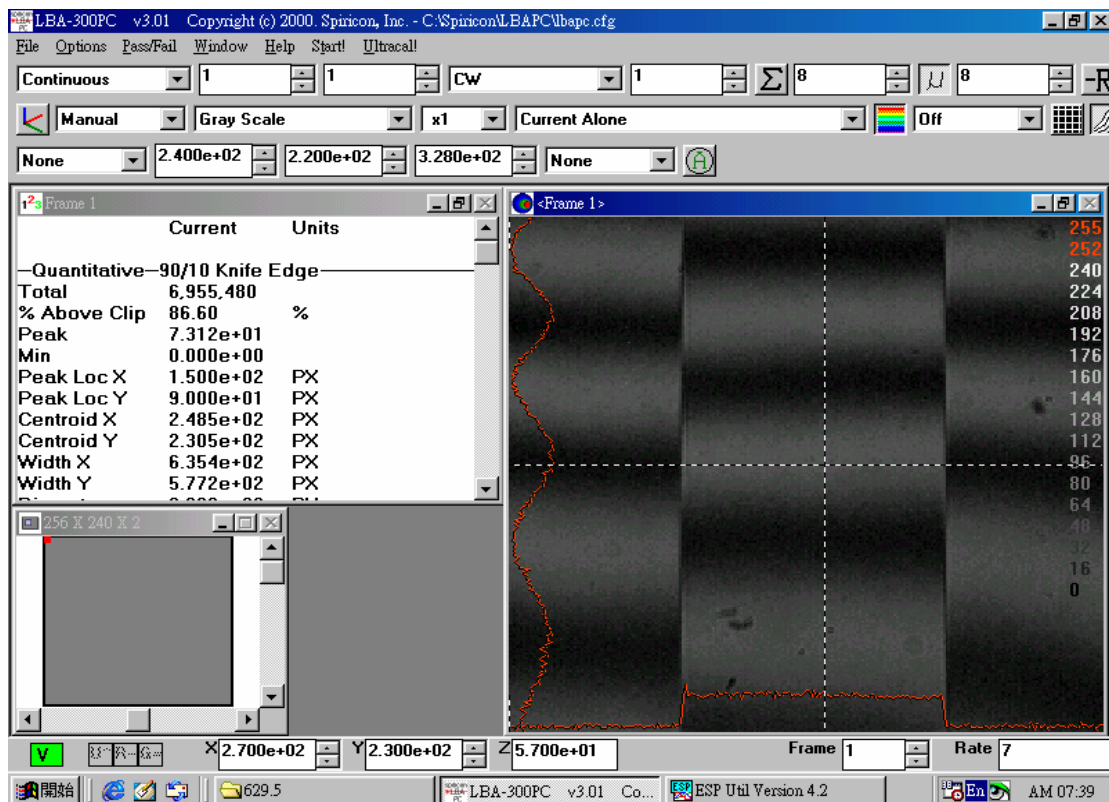 LBA-300PC v3.01 Copyright (c) 2000. Spiricon, Inc. - C:\Spiricon\LBAPC\lbapc.cfg
File Options Pass/Fail Window Help Start! Ultracal!
Continuous 1 1 CW 1 Σ 8 μ 8 -R
Manual Gray Scale x1 Current Alone Off
None 2.400e+02 2.200e+02 3.280e+02 None A
123 Frame 1
Current Units
Quantitative 90/10 Knife Edge
Total 6,955,480
% Above Clip 86.60 %
Peak 7.312e+01
Min 0.000e+00
Peak Loc X 1.500e+02 PX
Peak Loc Y 9.000e+01 PX
Centroid X 2.485e+02 PX
Centroid Y 2.305e+02 PX
Width X 6.354e+02 PX
Width Y 5.772e+02 PX
<Frame 1>
255
252
240
224
208
192
176
160
144
128
112
96
80
64
48
32
16
0
256 X 240 X 2
V X 2.700e+02 Y 2.300e+02 Z 5.700e+01 Frame 1 Rate 7
開始 629.5 LBA-300PC v3.01 Co... ESP Util Version 4.2 En AM 07:39